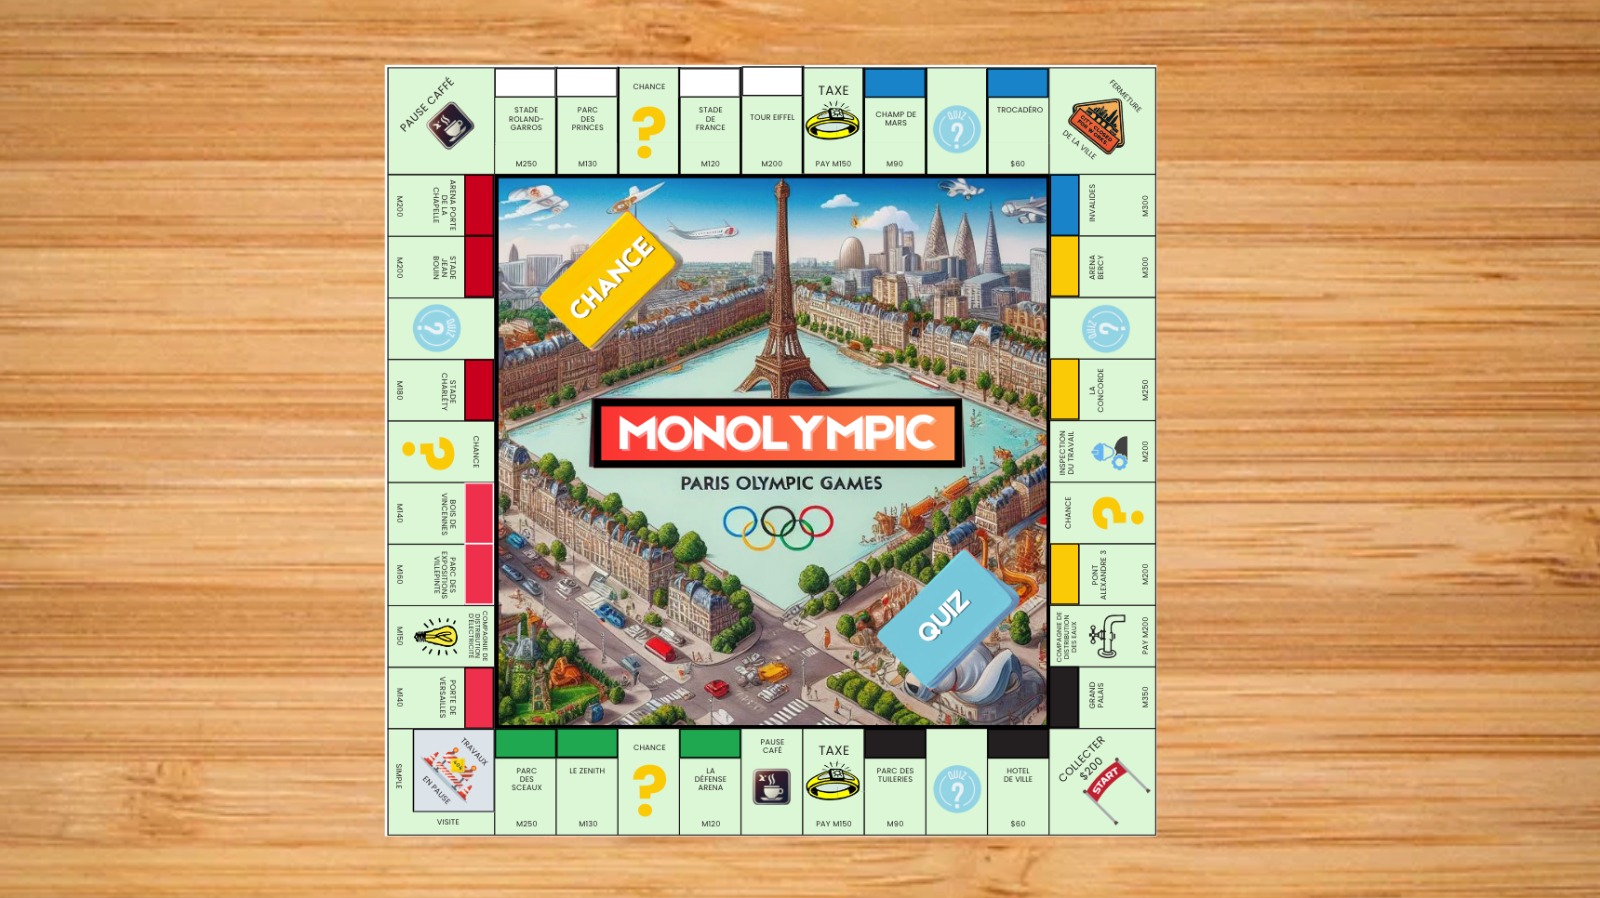 PAUSE CAFFÉ
STADE
ROLAND-
GARROS
M250
PARC
DES
PRINCES
M130
CHANCE
?
STADE
DE
FRANCE
M120
TOUR EIFFEL
M200
TAXE
PAY M150
CHAMP DE
MARS
M90
QUIZ
?
TROCADÉRO
$60
FERMETURE
CITY CLOSED
FOR WORKS
DE LA VILLE
INVALIDES
M300
ARENA
BERCY
M300
QUIZ
?
LA
CONCORDE
M250
INSPECTION
DU TRAVAIL
M200
CHANCE
?
PONT
ALEXANDRE 3
M200
COMPAGNIE DE
DISTRIBUTION
DES EAUX
PAY M200
GRAND
PALAIS
M350
COLLECTER
$200
START
HOTEL
DE VILLE
$60
QUIZ
?
PARC DES
TUILERIES
M90
TAXE
PAY M150
PAUSE
CAFÉ
LA
DÉFENSE
ARENA
M120
CHANCE
?
LE ZENITH
M130
PARC
DES
SCEAUX
M250
TRAVAUX
EN PAUSE
SIMPLE
VISITE
PORTE DE
VERSAILLES
M140
COMPAGNIE DE
DISTRIBUTION
D'ÉLECTRICITÉ
M150
PARC DES
EXPOSITIONS
VILLEPINTE
M160
BOIS DE
VINCENNES
M140
CHANCE
?
STADE
CHARLÉTY
M180
QUIZ
?
STADE
JEAN
BOUIN
M200
ARENA PORTE
DE LA
CHAPELLE
M200
CHANCE
MONOLYMPIC
PARIS OLYMPIC GAMES
QUIZ